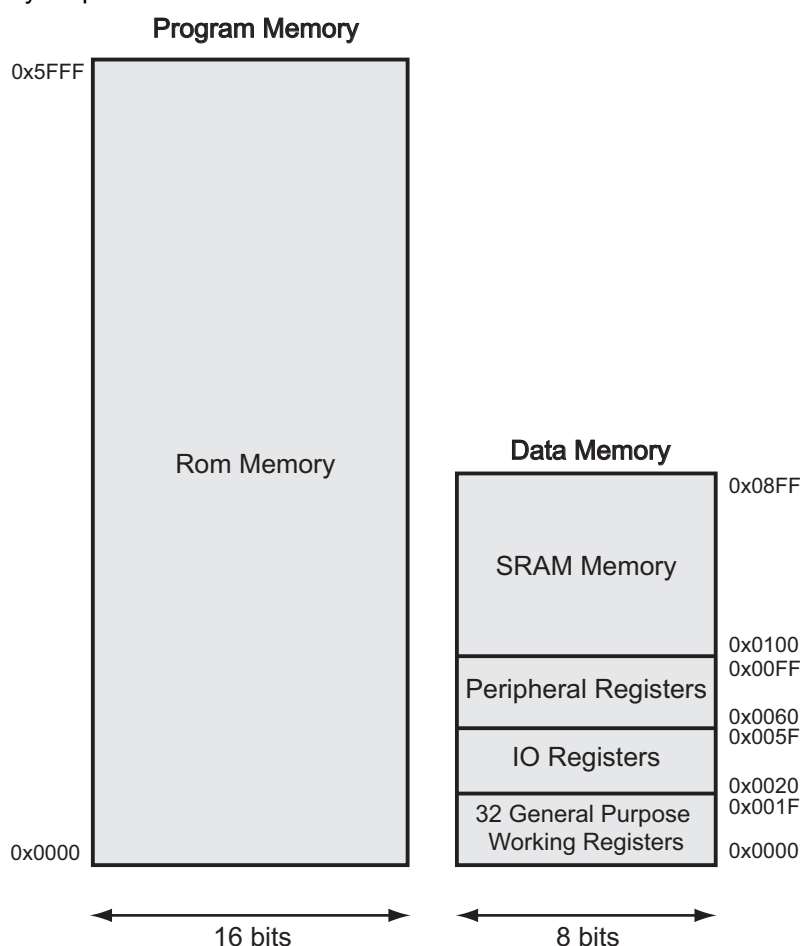 Program Memory
0x5FFF
Rom Memory
0x0000
16 bits
Data Memory
0x08FF
SRAM Memory
0x0100
0x00FF
Peripheral Registers
0x0060
0x005F
IO Registers
0x0020
0x001F
32 General Purpose
Working Registers
0x0000
8 bits